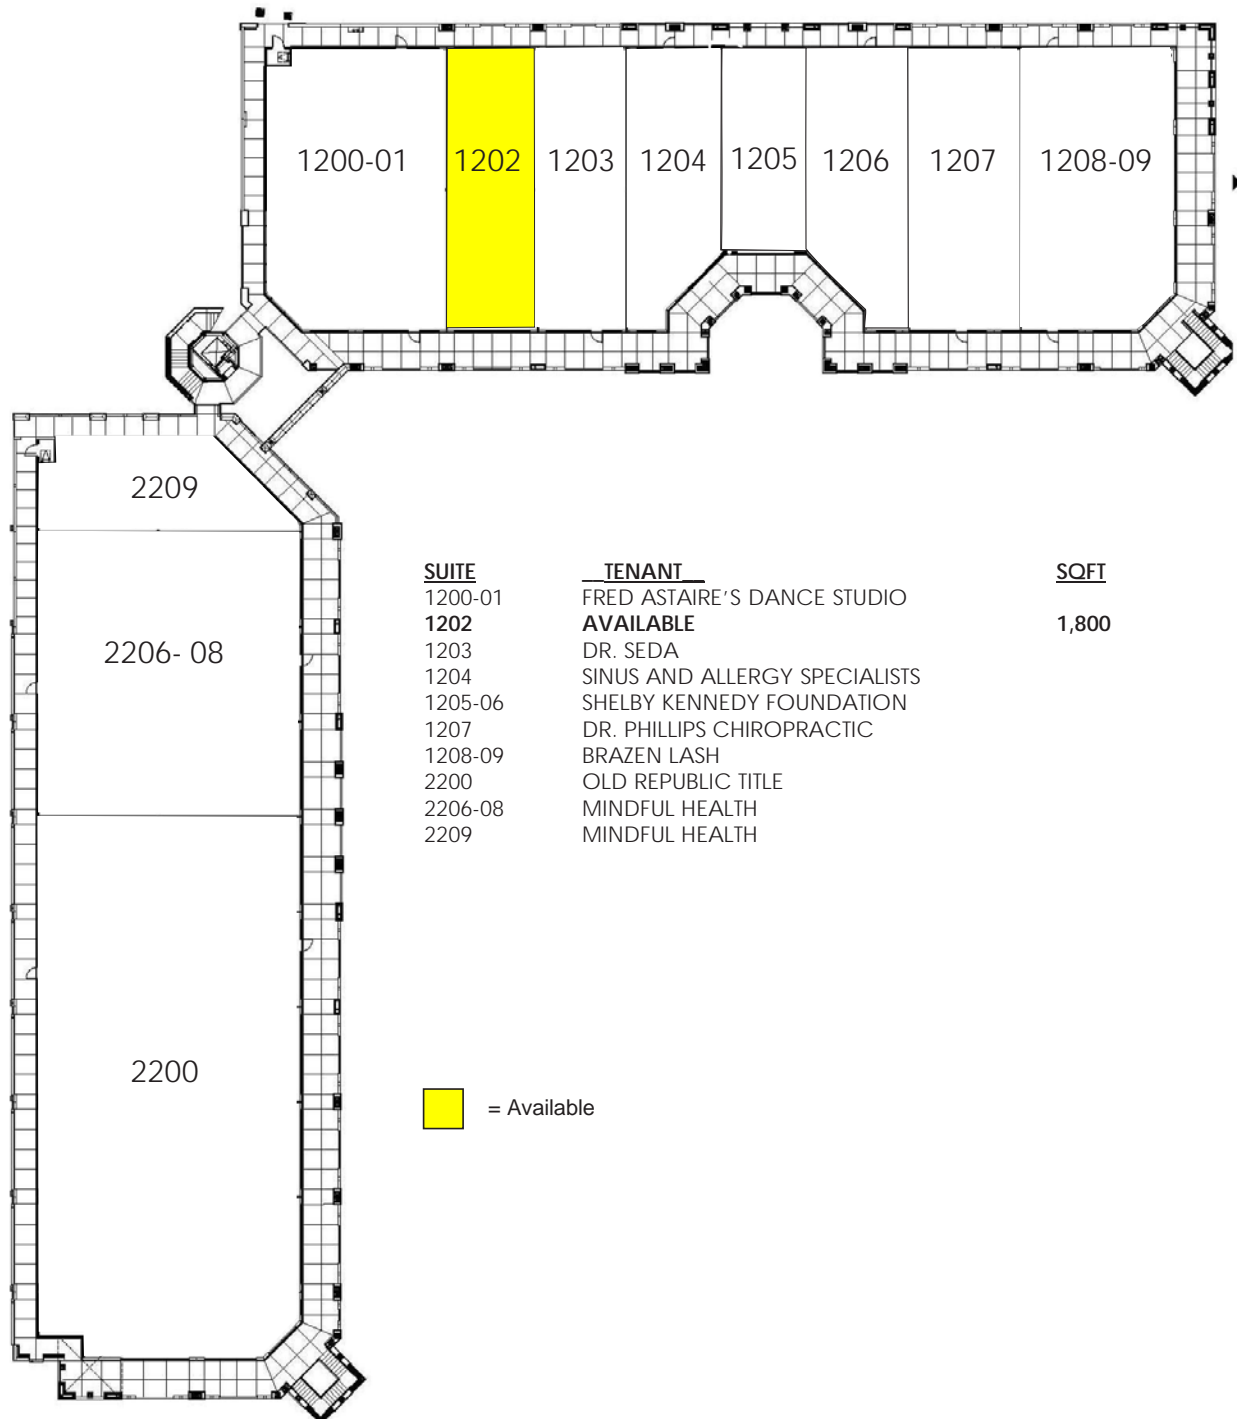 1200-01 1202 1203 1204 1205 1206 1207 1208-09
2209
2206- 08
2200
SUITE __TENANT__ SQFT
1200-01 FRED ASTAIRE'S DANCE STUDIO
1202 AVAILABLE 1,800
1203 DR. SEDA
1204 SINUS AND ALLERGY SPECIALISTS
1205-06 SHELBY KENNEDY FOUNDATION
1207 DR. PHILLIPS CHIROPRACTIC
1208-09 BRAZEN LASH
2200 OLD REPUBLIC TITLE
2206-08 MINDFUL HEALTH
2209 MINDFUL HEALTH
= Available